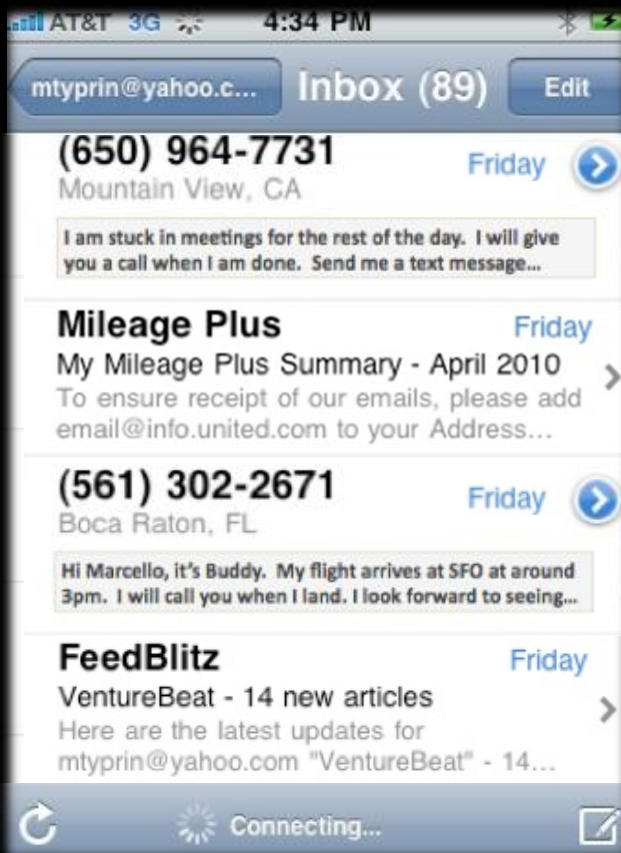 AT&T 3G 4:34 PM
mtyprin@yahoo.c... Inbox (89) Edit
(650) 964-7731 Friday
Mountain View, CA
I am stuck in meetings for the rest of the day. I will give
you a call when I am done. Send me a text message...
Mileage Plus Friday
My Mileage Plus Summary - April 2010
To ensure receipt of our emails, please add
email@info.united.com to your Address...
(561) 302-2671 Friday
Boca Raton, FL
Hi Marcello, it's Buddy. My flight arrives at SFO at around
3pm. I will call you when I land. I look forward to seeing...
FeedBlitz Friday
VentureBeat - 14 new articles
Here are the latest updates for
mtyprin@yahoo.com "VentureBeat" - 14...
Connecting...